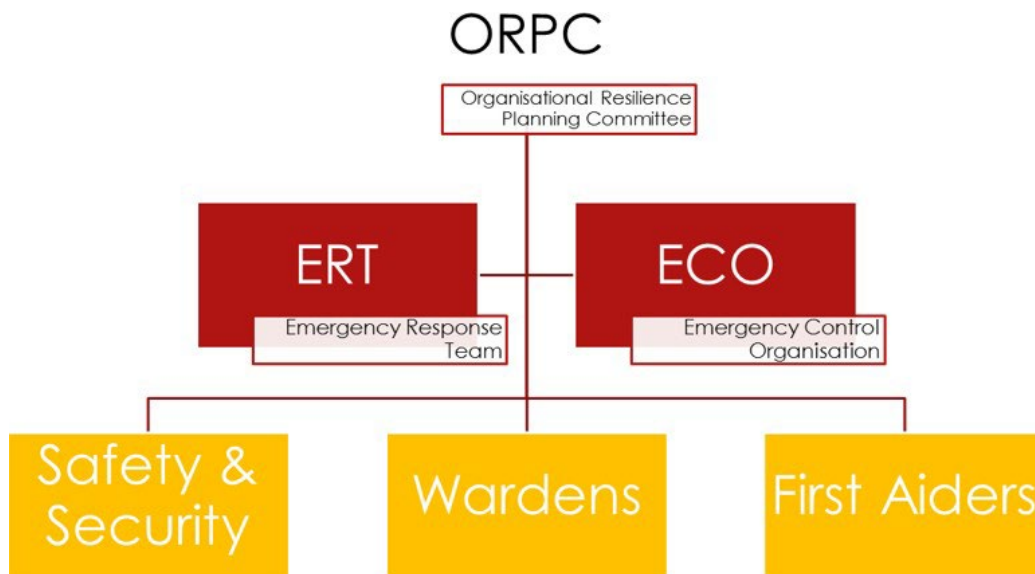 ORPC
Organisational Resilience
Planning Committee
ERT
Emergency Response
Team
ECO
Emergency Control
Organisation
Safety &
Security
Wardens
First Aiders